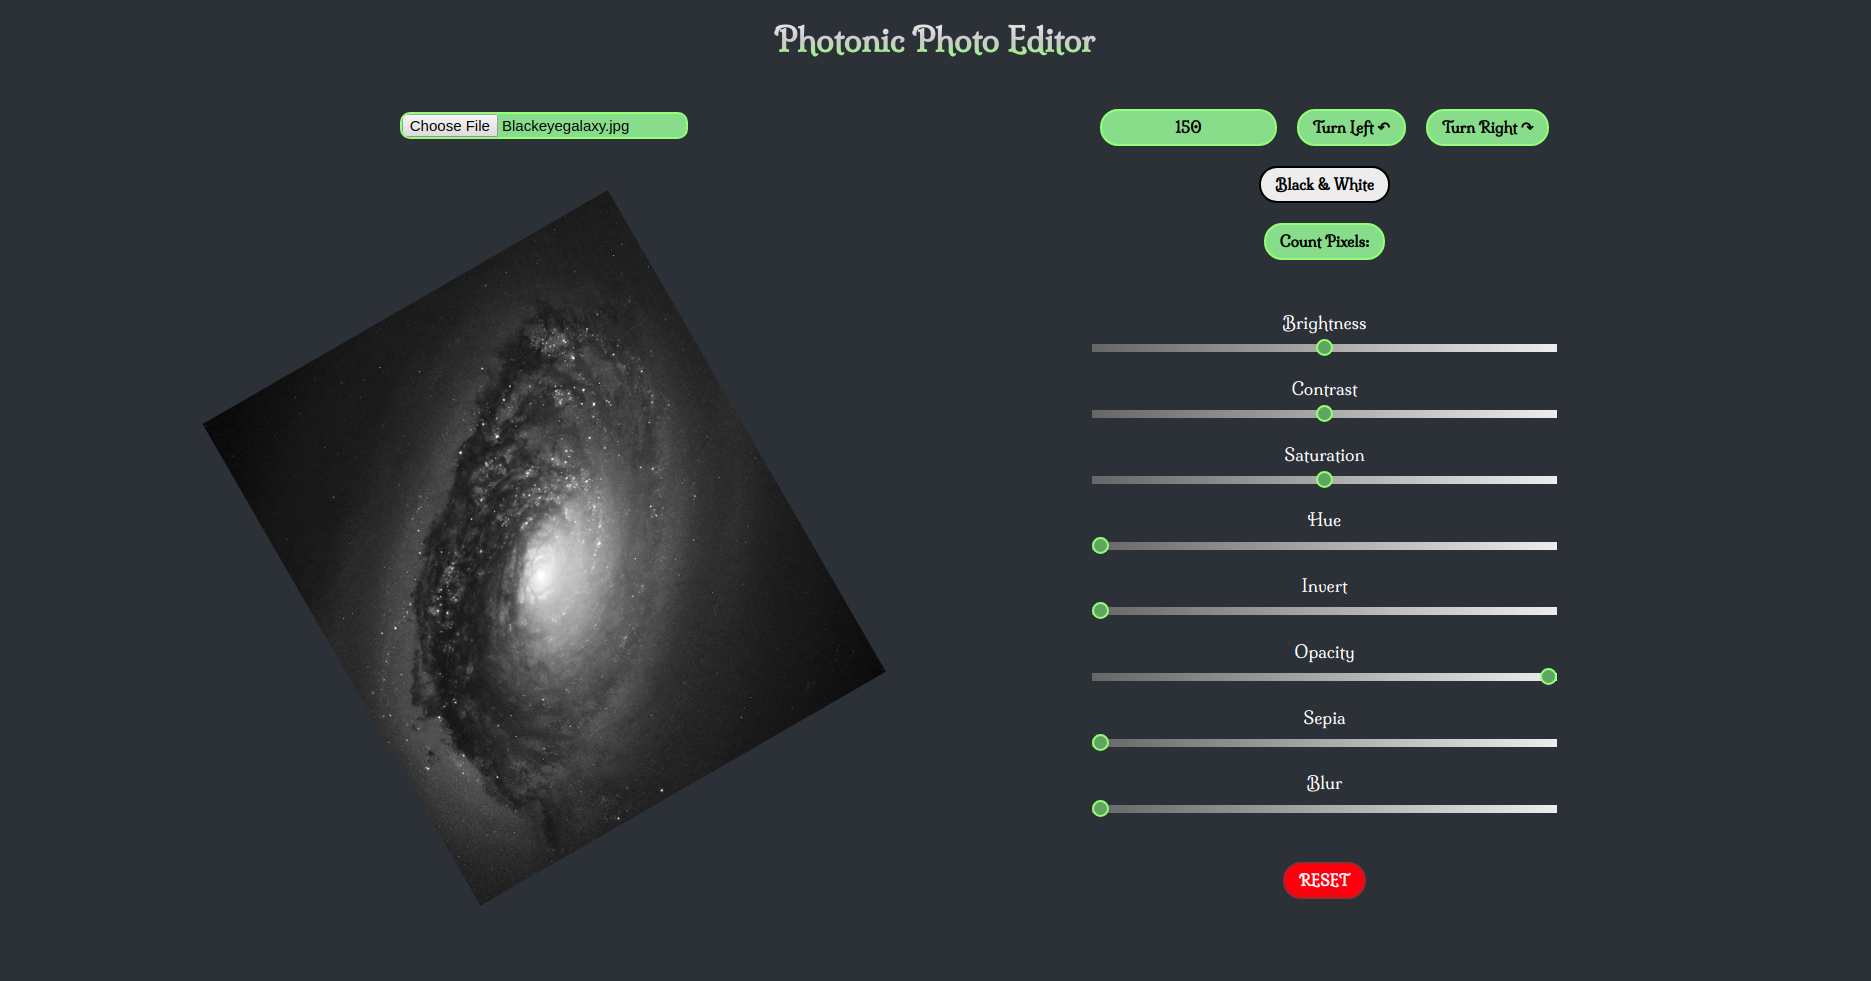 Photonic Photo Editor
Choose File Blackeyegalaxy.jpg
150 Turn Left ↶ Turn Right ↷
Black & White
Count Pixels:
Brightness
Contrast
Saturation
Hue
Invert
Opacity
Sepia
Blur
RESET